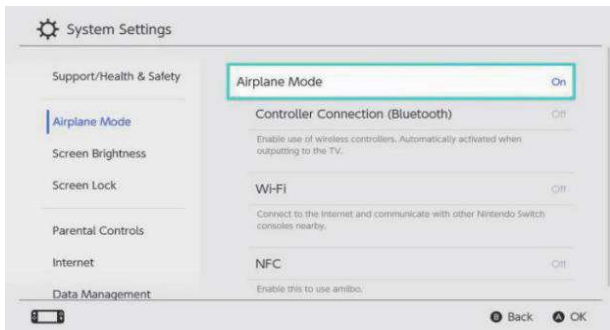 System Settings
Support/Health & Safety
Airplane Mode
Screen Brightness
Screen Lock
Parental Controls
Internet
Data Management
Airplane Mode On
Controller Connection (Bluetooth) Off
Enable use of wireless controllers. Automatically activated when
outputting to the TV.
Wi-Fi Off
Connect to the Internet and communicate with other Nintendo Switch
consoles nearby.
NFC Off
Enable this to use amiibo.
B Back A OK